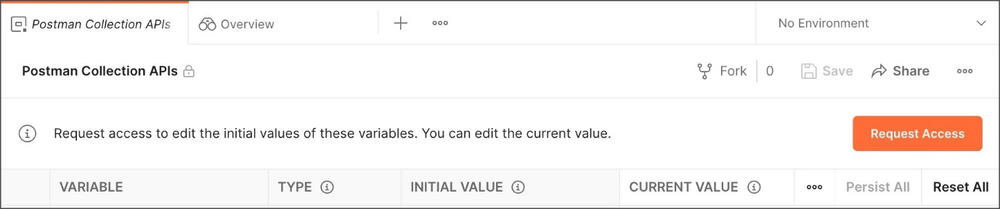 Postman Collection APIs Overview No Environment
Postman Collection APIs Fork 0 Save Share
Request access to edit the initial values of these variables. You can edit the current value. Request Access
VARIABLE TYPE INITIAL VALUE CURRENT VALUE Persist All Reset All